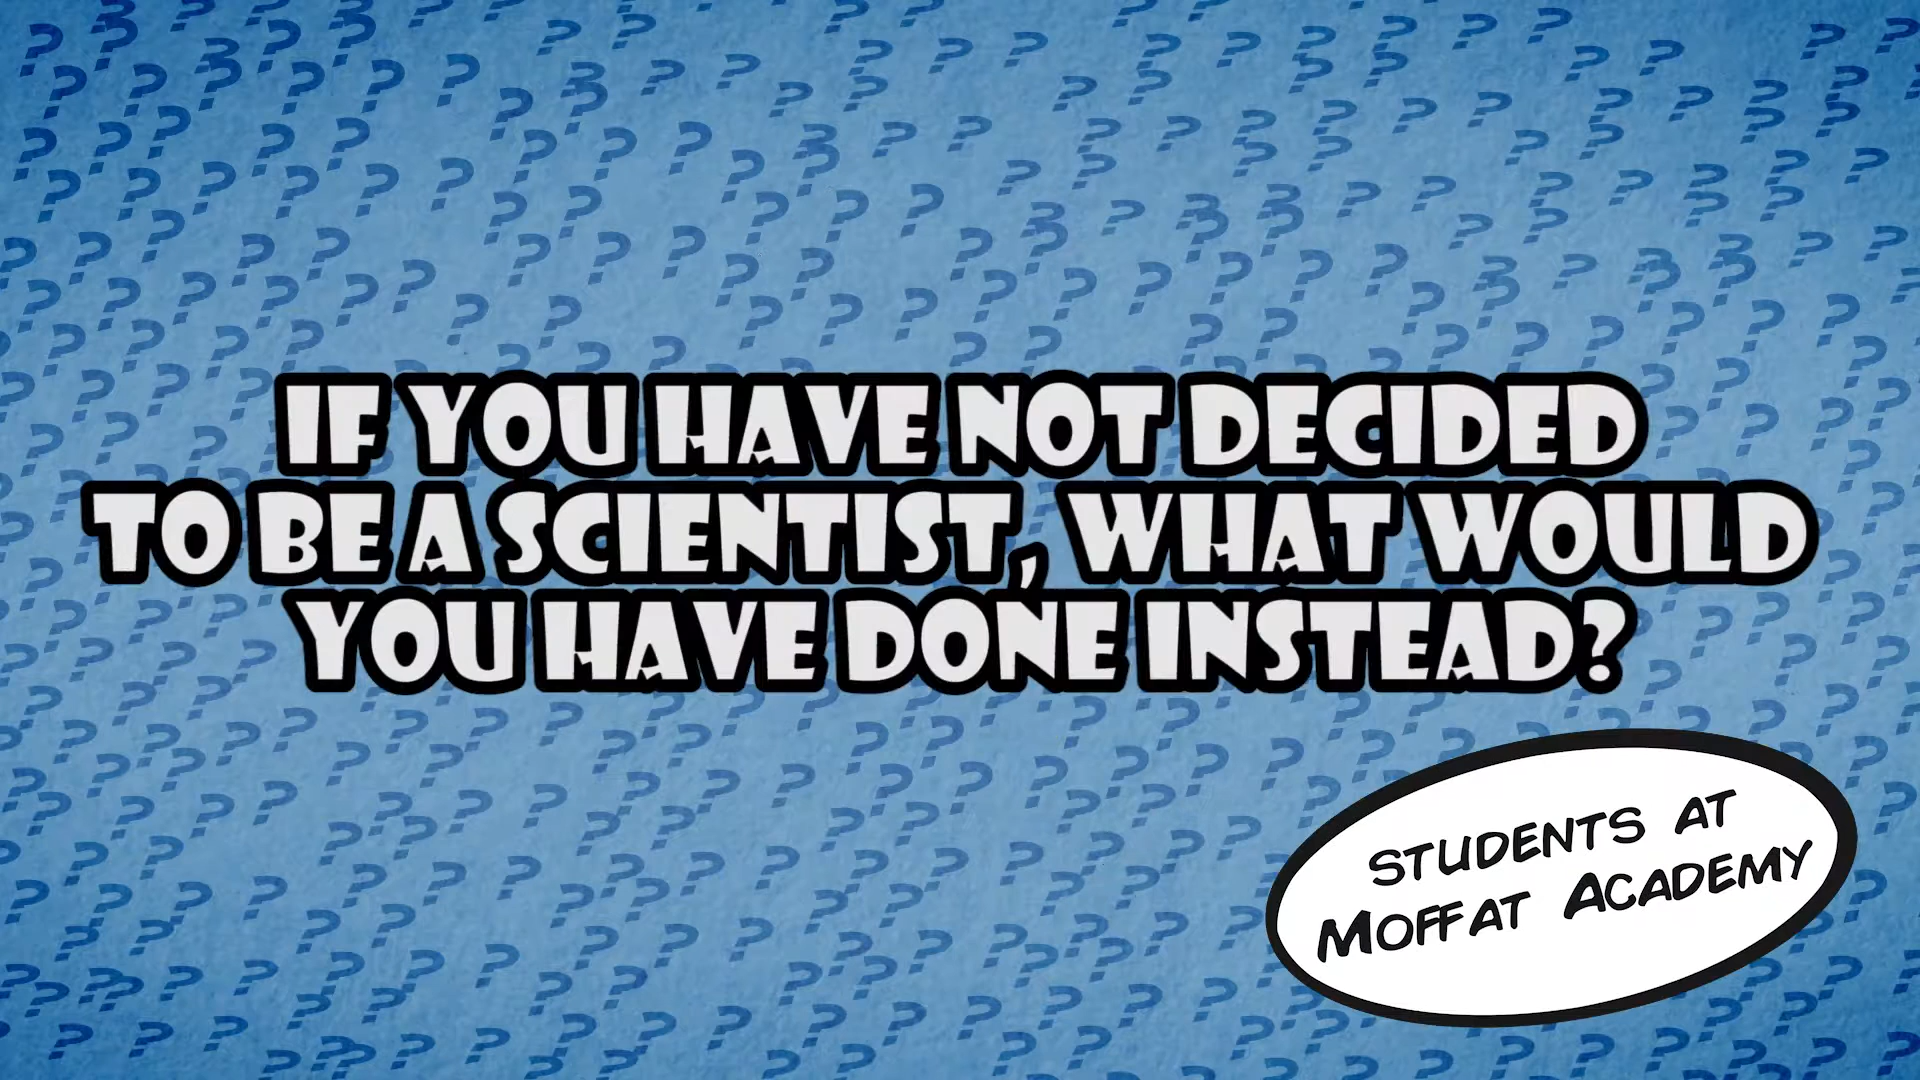 IF YOU HAVE NOT DECIDED
TO BE A SCIENTIST, WHAT WOULD
YOU HAVE DONE INSTEAD?
STUDENTS AT
MOFFAT ACADEMY